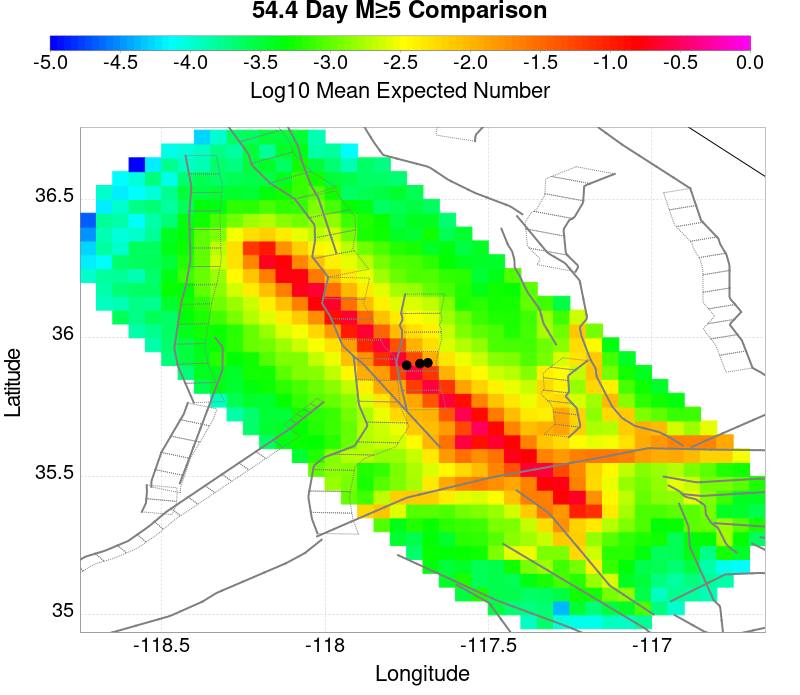 54.4 Day M≥5 Comparison
-5.0 -4.5 -4.0 -3.5 -3.0 -2.5 -2.0 -1.5 -1.0 -0.5 0.0
Log10 Mean Expected Number
36.5
36
35.5
35
Latitude
-118.5 -118 -117.5 -117
Longitude